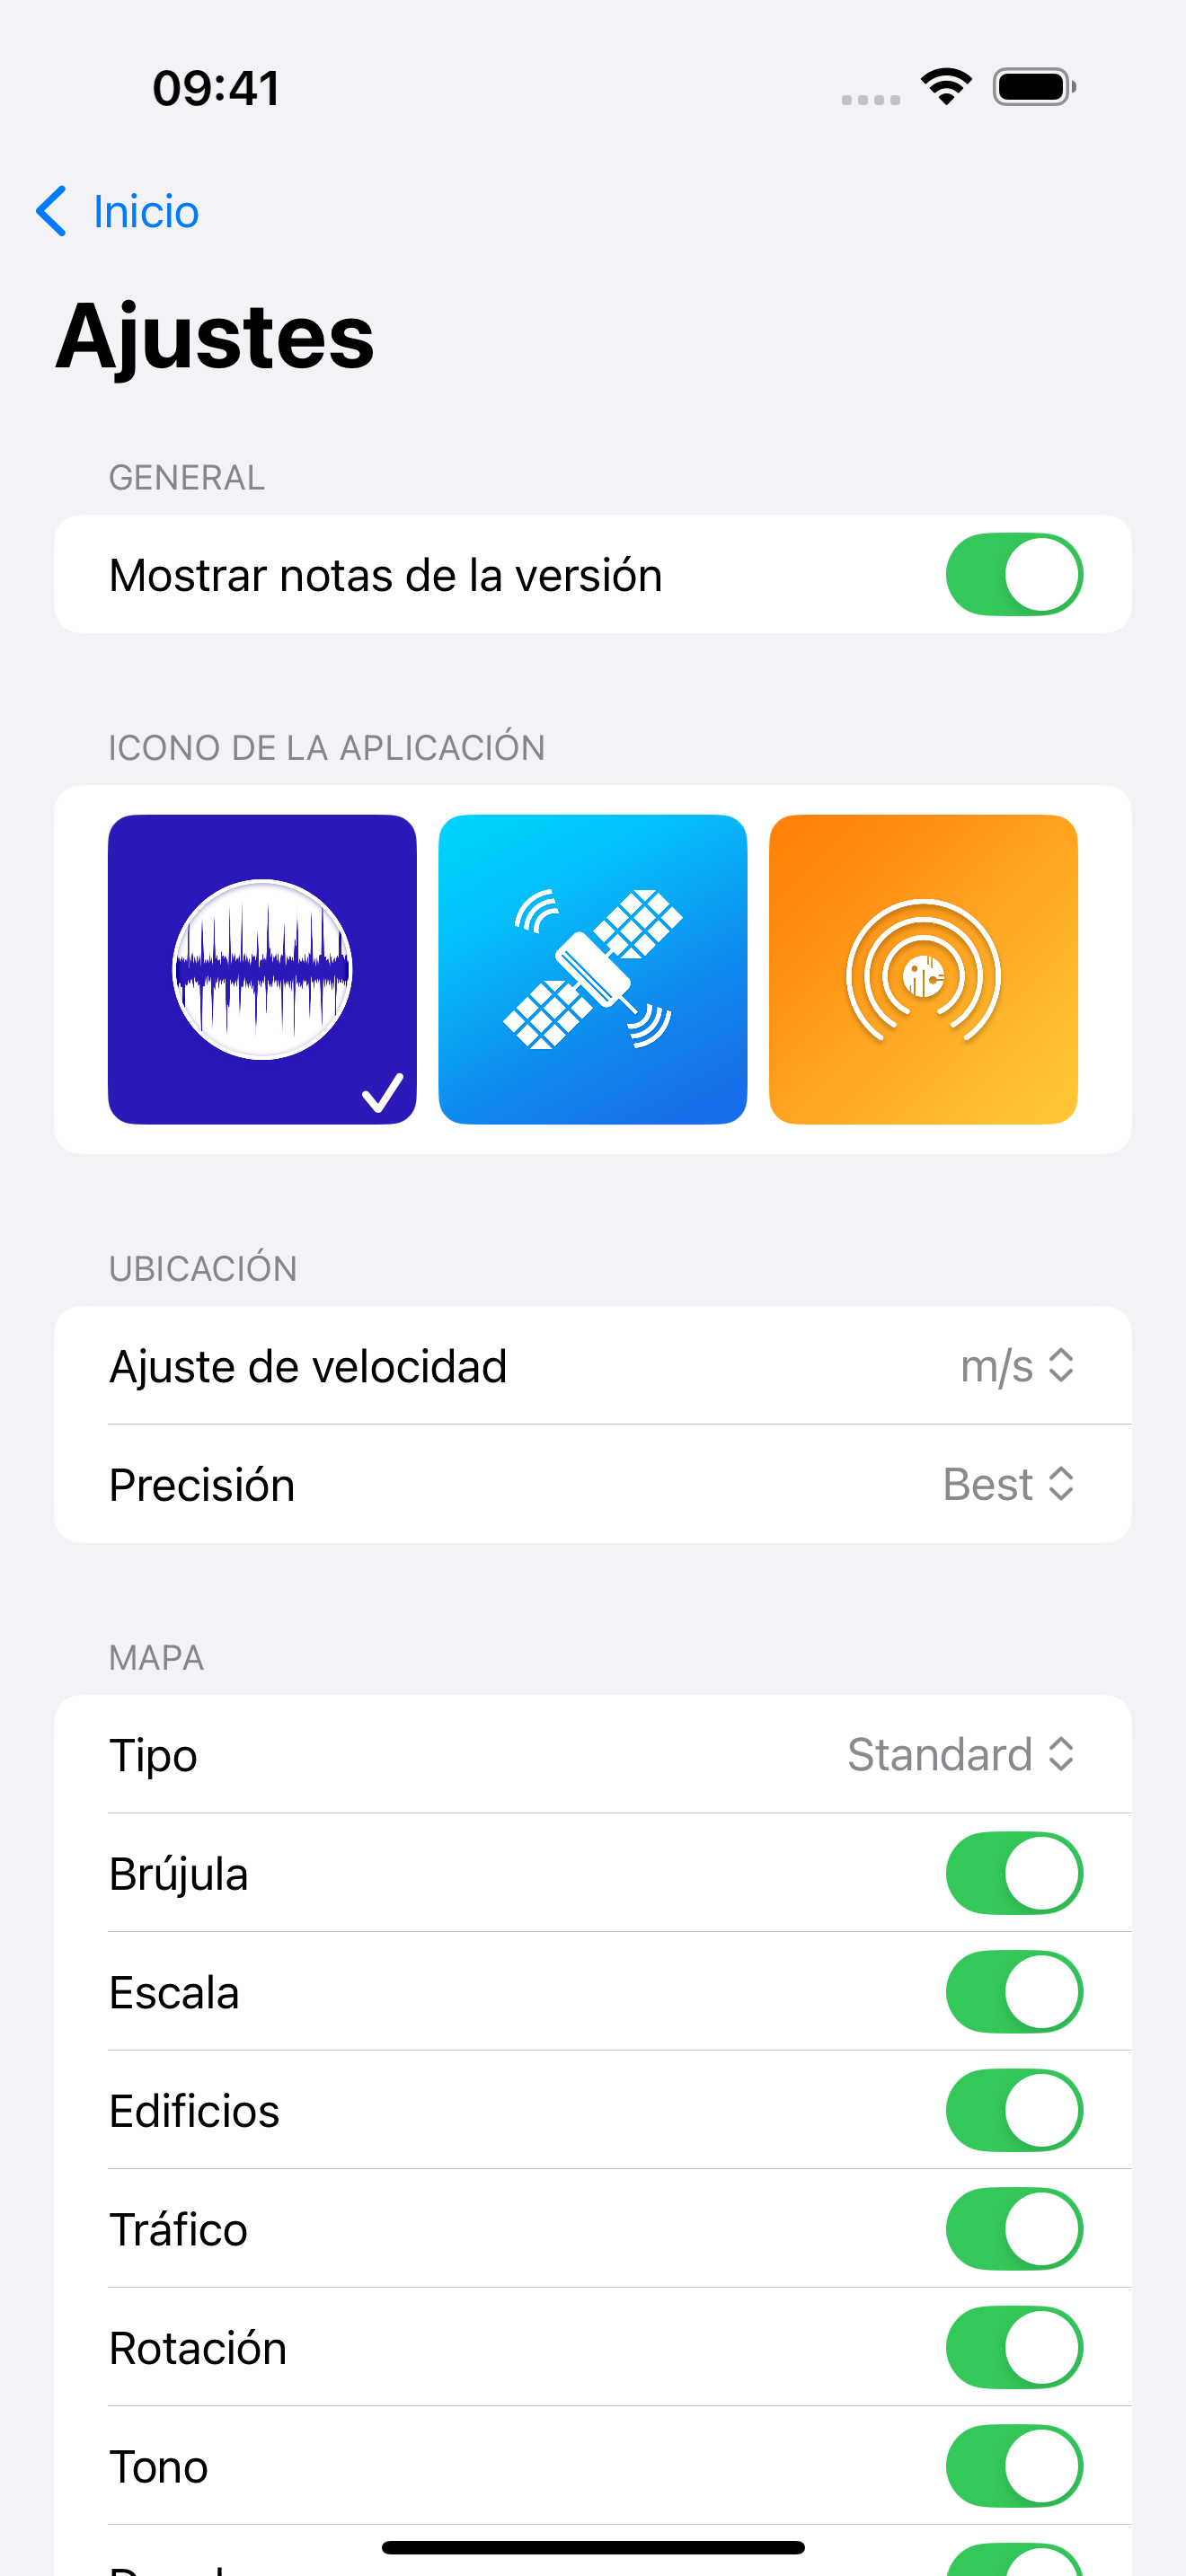 09:41
Inicio
Ajustes
GENERAL
Mostrar notas de la versión
ICONO DE LA APLICACIÓN
UBICACIÓN
Ajuste de velocidad m/s
Precisión Best
MAPA
Tipo Standard
Brújula
Escala
Edificios
Tráfico
Rotación
Tono